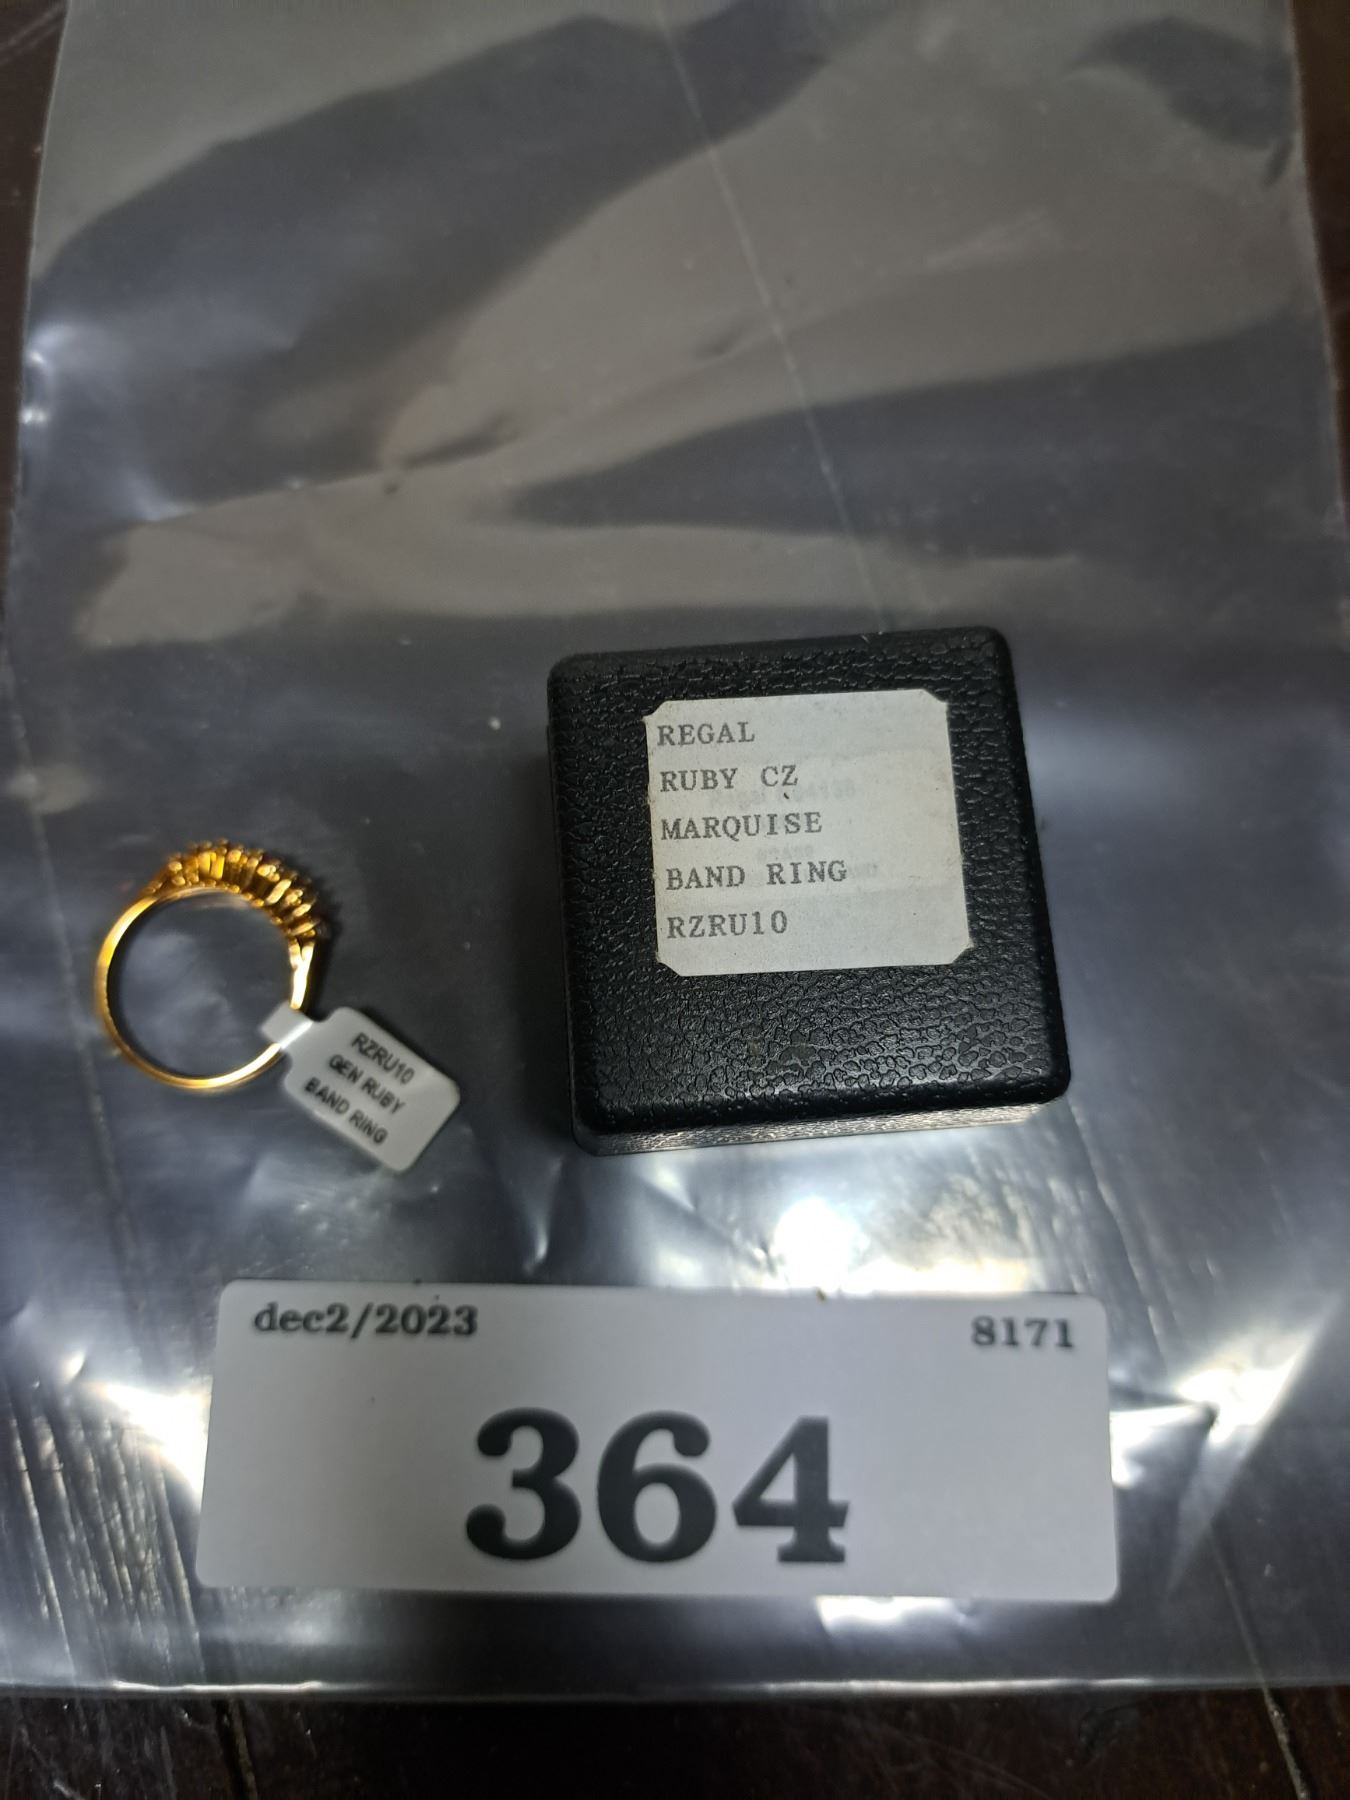 REGAL
RUBY CZ
MARQUISE
BAND RING
RZRU10
RZRU10
GEN RUBY
BAND RING
dec2/2023 8171
364